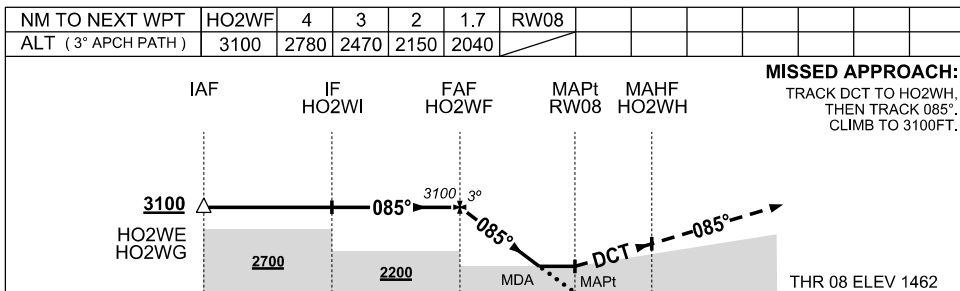 NM TO NEXT WPT HO2WF 4 3 2 1.7 RW08
ALT ( 3° APCH PATH ) 3100 2780 2470 2150 2040
MISSED APPROACH:
TRACK DCT TO HO2WH,
THEN TRACK 085°.
CLIMB TO 3100FT.
IAF
IF
HO2WI
FAF
HO2WF
MAPt
RW08
MAHF
HO2WH
3100
085°
3100
3°
085°
DCT
085°
HO2WE
HO2WG
2700
2200
MDA
MAPt
THR 08 ELEV 1462